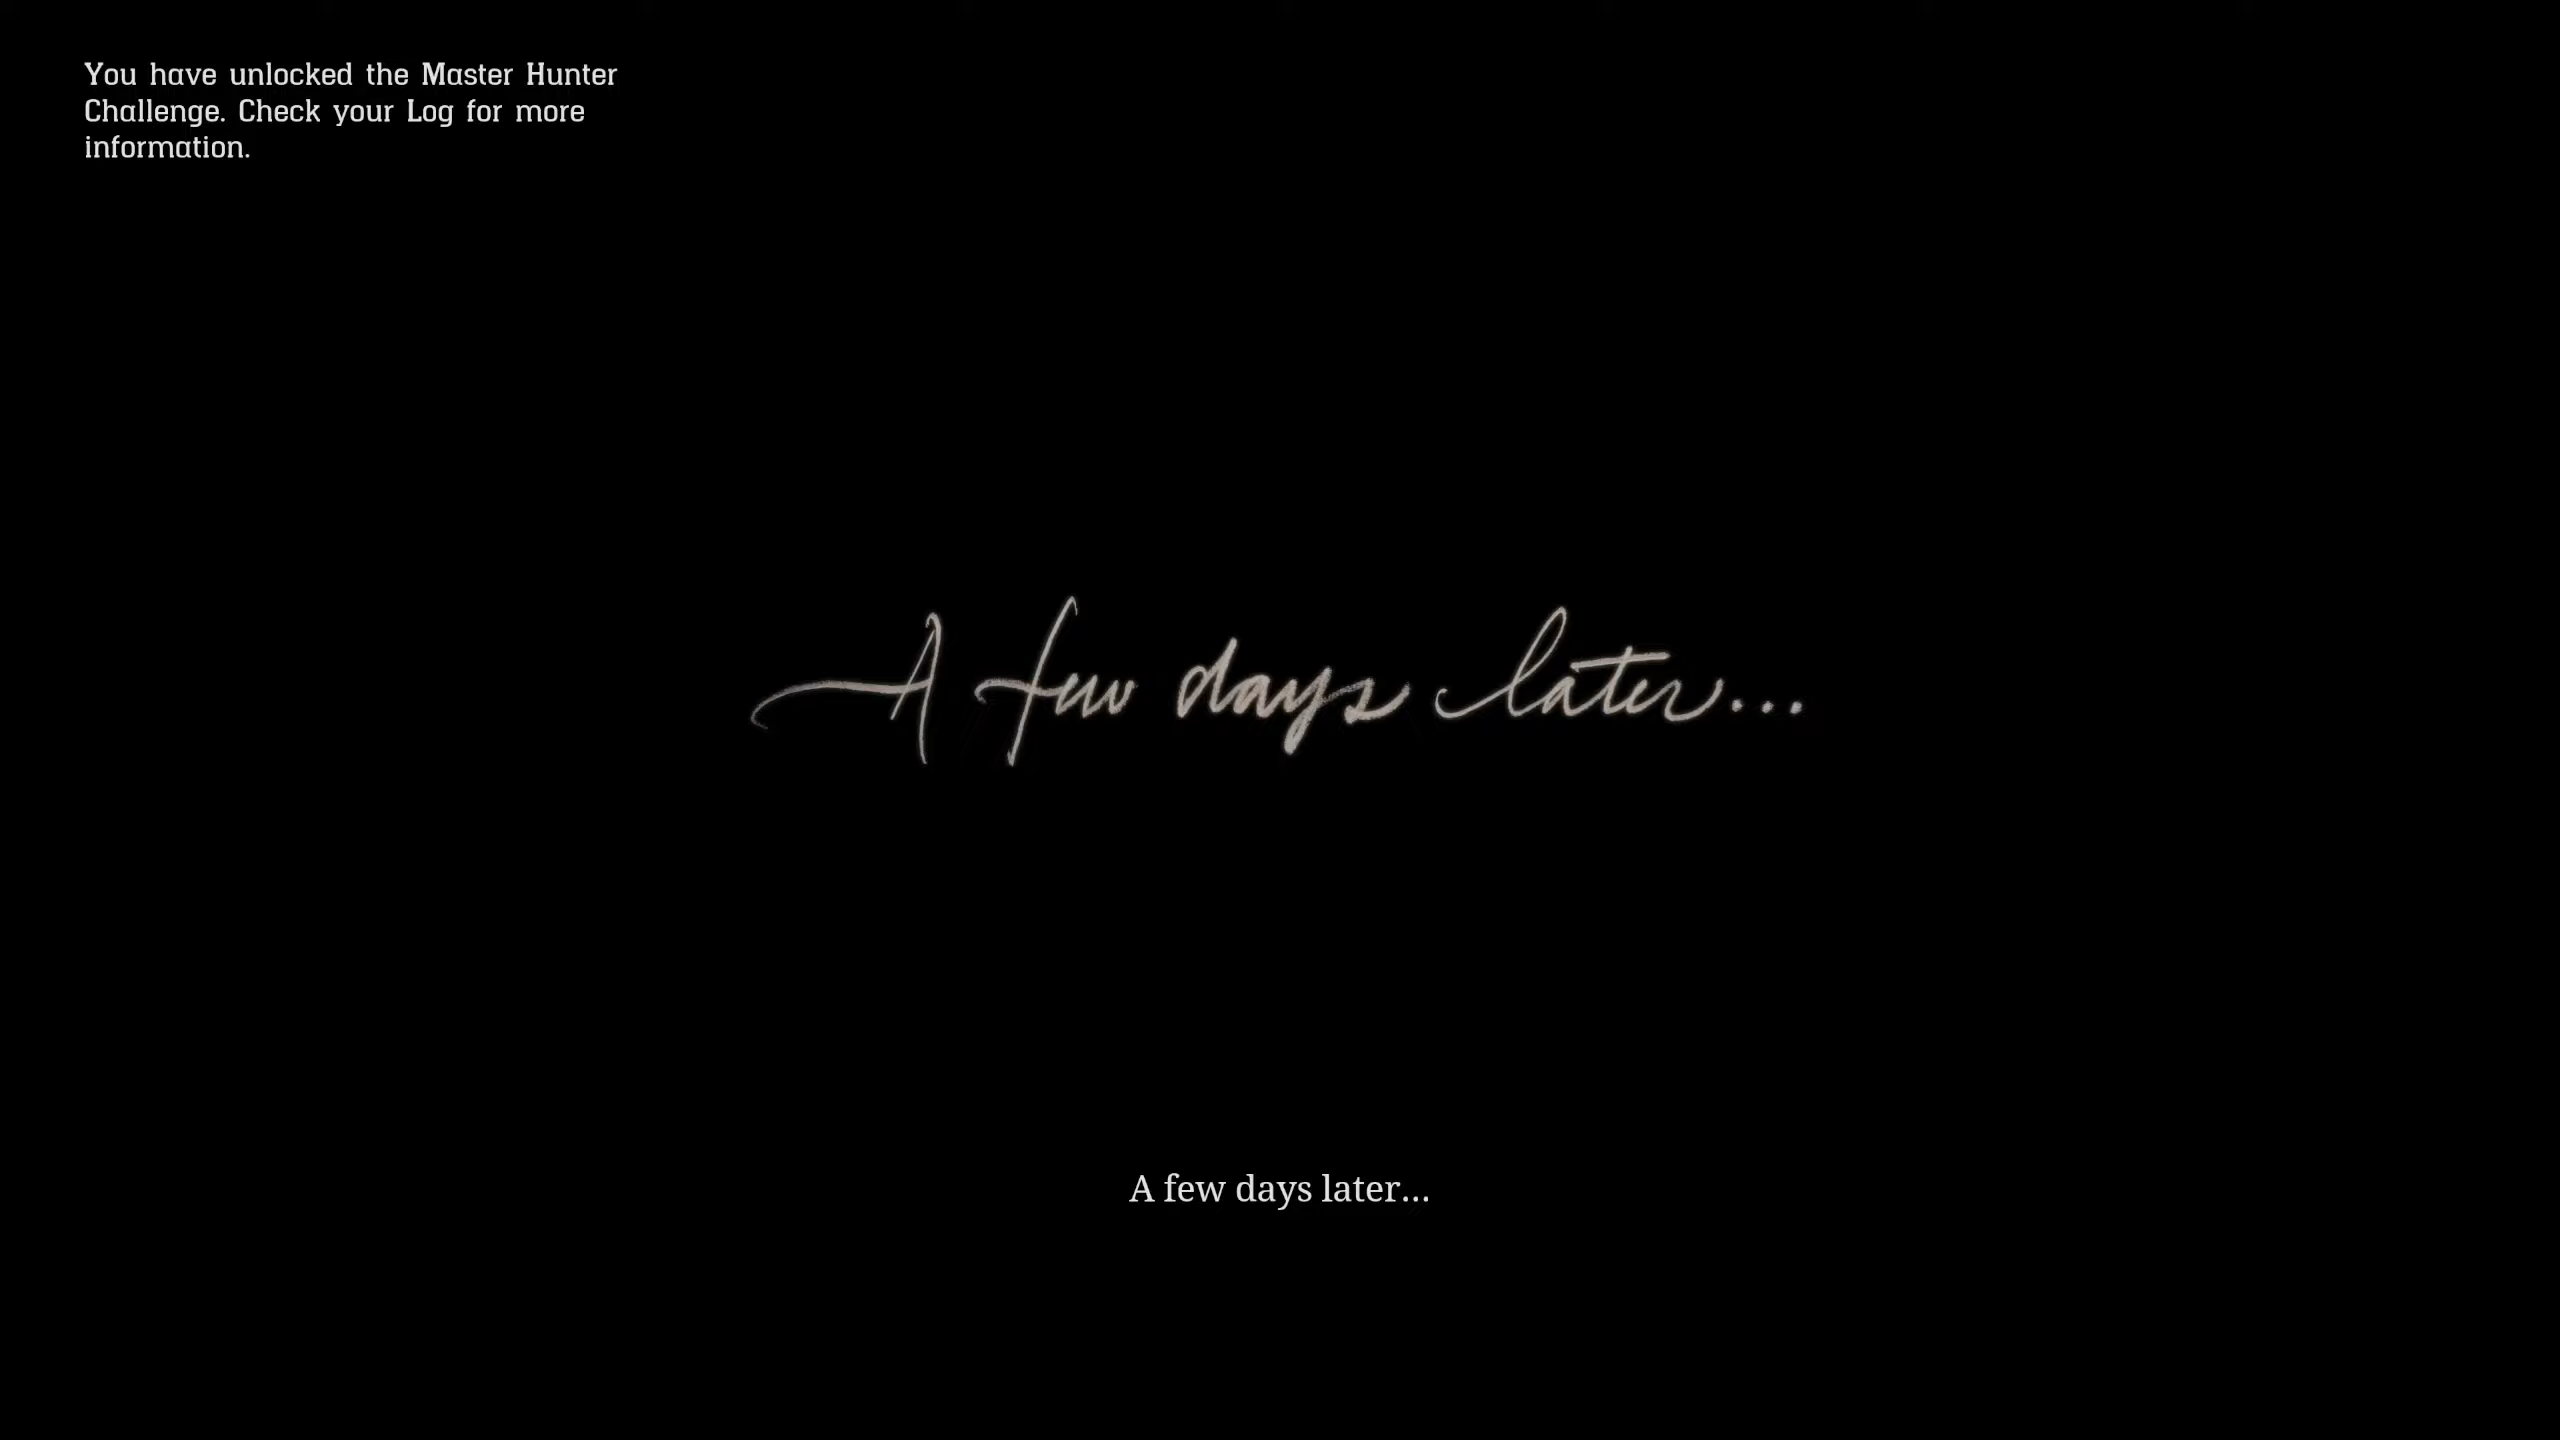 You have unlocked the Master Hunter
Challenge. Check your Log for more
information.
A few days later...
A few days later...